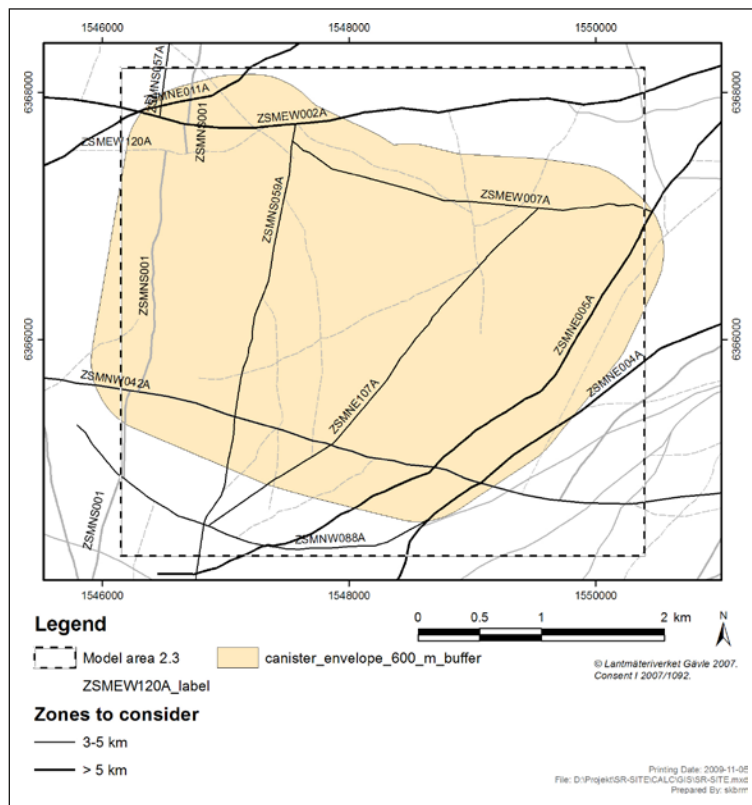 1546000 1548000 1550000
6368000
6366000
6368000
6366000
ZSMNS057A
ZSMNE011A
ZSMNS001
ZSMEW002A
ZSMEW120A
ZSMNS059A
ZSMEW007A
ZSMNS001
ZSMNE005A
ZSMNW042A
ZSMNE107A
ZSMNE004A
ZSMNS001
ZSMNW088A
1546000 1548000 1550000
Legend
Model area 2.3
canister_envelope_600_m_buffer
ZSMEW120A_label
Zones to consider
3-5 km
> 5 km
0 0.5 1 2 km
N
© Lantmäteriverket Gävle 2007.
Consent I 2007/1092.
Printing Date: 2009-11-05
File: D:\Projekt\SR-SITE\CALC\GIS\SR-SITE.mxd
Prepared By: skbrm